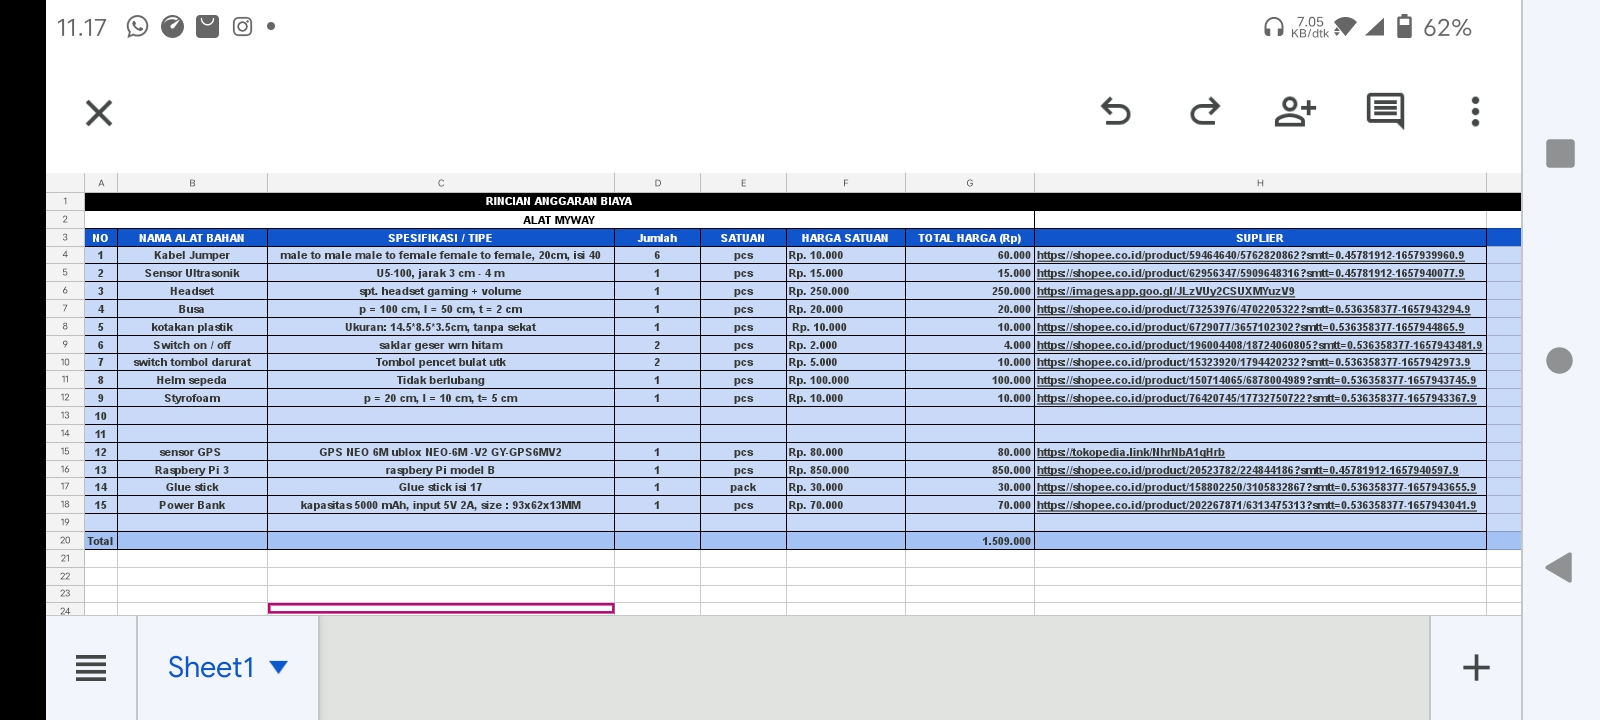 11.17 7.05 KB/dtk 62%
A B C D E F G H
1 RINCIAN ANGGARAN BIAYA
2 ALAT MYWAY
3 NO NAMA ALAT BAHAN SPESIFIKASI / TIPE Jumlah SATUAN HARGA SATUAN TOTAL HARGA (Rp) SUPLIER
4 1 Kabel Jumper male to male male to female female to female, 20cm, isi 40 6 pcs Rp. 10.000 60.000 https://shopee.co.id/product/59464640/5762820862?smtt=0.45781912-1657939960.9
5 2 Sensor Ultrasonik US-100, jarak 3 cm - 4 m 1 pcs Rp. 15.000 15.000 https://shopee.co.id/product/62956347/5909648316?smtt=0.45781912-1657940077.9
6 3 Headset spt. headset gaming + volume 1 pcs Rp. 250.000 250.000 https://images.app.goo.gl/JLzVUy2CSUXMYuzV9
7 4 Busa p = 100 cm, l = 50 cm, t = 2 cm 1 pcs Rp. 20.000 20.000 https://shopee.co.id/product/73253976/4702205332?smtt=0.536358377-1657943294.9
8 5 kotakan plastik Ukuran: 14.5*8.5*3.5cm, tanpa sekat 1 pcs Rp. 10.000 10.000 https://shopee.co.id/product/6729077/3657102302?smtt=0.536358377-1657944865.9
9 6 Switch on / off saklar geser wrn hitam 2 pcs Rp. 2.000 4.000 https://shopee.co.id/product/196004408/18724060805?smtt=0.536358377-1657943481.9
10 7 switch tombol darurat Tombol pencet bulat utk 2 pcs Rp. 5.000 10.000 https://shopee.co.id/product/15323920/1794420232?smtt=0.536358377-1657942973.9
11 8 Helm sepeda Tidak berlubang 1 pcs Rp. 100.000 100.000 https://shopee.co.id/product/150714065/6878004989?smtt=0.536358377-1657943745.9
12 9 Styrofoam p = 20 cm, l = 10 cm, t= 5 cm 1 pcs Rp. 10.000 10.000 https://shopee.co.id/product/76420745/17732750722?smtt=0.536358377-1657943367.9
13 10
14 11
15 12 sensor GPS GPS NEO 6M ublox NEO-6M -V2 GY-GPS6MV2 1 pcs Rp. 80.000 80.000 https://tokopedia.link/NhrNbA1qHrb
16 13 Raspbery Pi 3 raspbery Pi model B 1 pcs Rp. 850.000 850.000 https://shopee.co.id/product/20523782/224844186?smtt=0.45781912-1657940597.9
17 14 Glue stick Glue stick isi 17 1 pack Rp. 30.000 30.000 https://shopee.co.id/product/158802250/3105832867?smtt=0.536358377-1657943655.9
18 15 Power Bank kapasitas 5000 mAh, input 5V 2A, size : 93x62x13MM 1 pcs Rp. 70.000 70.000 https://shopee.co.id/product/202267871/6313475313?smtt=0.536358377-1657943041.9
19
20 Total 1.509.000
21
22
23
24
Sheet1